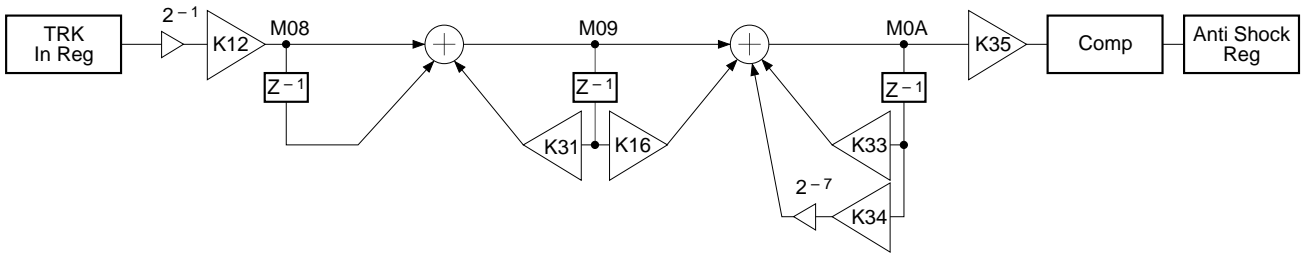 TRK
In Reg
2⁻¹
K12
M08
Z⁻¹
M09
Z⁻¹
K31
K16
M0A
Z⁻¹
K33
2⁻⁷
K34
K35
Comp
Anti Shock
Reg